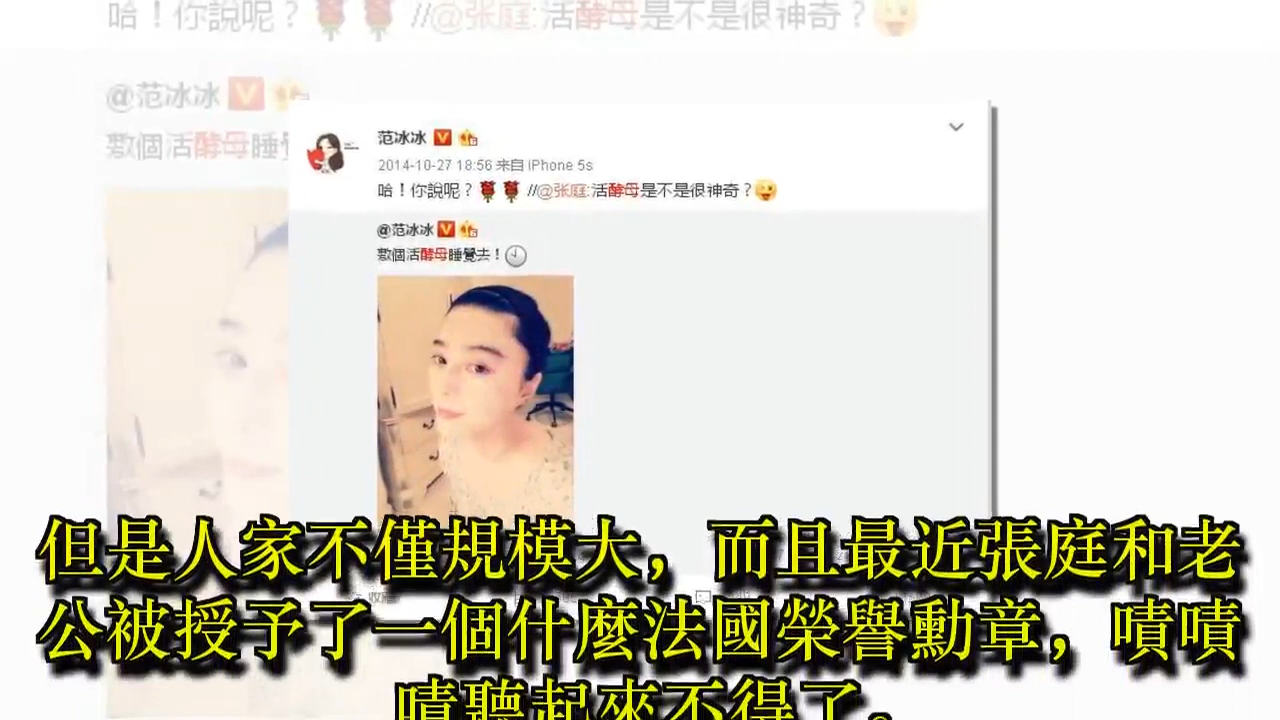 哈！你說呢？ //@张庭:活酵母是不是很神奇？
@范冰冰
敷個活酵母睡
范冰冰
2014-10-27 18:56 来自 iPhone 5s
哈！你說呢？ //@张庭:活酵母是不是很神奇？
@范冰冰
敷個活酵母睡覺去！
但是人家不僅規模大，而且最近張庭和老
公被授予了一個什麼法國榮譽勳章，嘖嘖
嘖聽起來不得了。